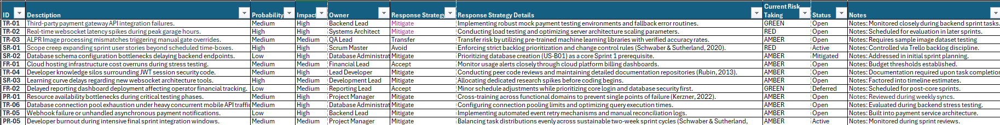 ID Desctiption Probability Impact Owner Response Strategy Response Strategy Details Current Risk Taking Status Notes
TR-01 Third-party payment gateway API integration failures. Medium High Backend Lead Mitigate Implementing robust mock payment testing environments and fallback error routines. GREEN Open Notes: Monitored closely during backend sprint tasks.
TR-02 Real-time websocket latency spikes during peak garage hours. High High Systems Architect Mitigate Conducting load testing and optimizing server architecture scaling parameters. RED Open Notes: Scheduled for evaluation in later sprints.
TR-03 ALPR Image processing mismatches triggering manual gate overrides. Medium Medium QA Lead Transfer Transfer risk by utilizing pre-trained machine learning libraries with verified accuracy rates. AMBER Open Notes: Requires sample image dataset testing
SR-01 Scope creep expanding sprint user stories beyond scheduled time-boxes. High High Scrum Master Avoid Enforcing strict backlog prioritization and change control rules (Schwaber & Sutherland, 2020). RED Active Notes: Controlled via Trello backlog discipline.
SR-02 Database schema configuration bottlenecks delaying backend endpoints. Low High Database Administrat Mitigate Prioritizing database creation (US-B01) as a core Sprint 1 prerequisite. AMBER Mitigated Notes: Addressed in initial sprint planning.
FR-01 Cloud hosting infrastructure cost overruns during stress testing. Medium Medium Financial Lead Accept Monitor usage alerts closely through cloud platform billing dashboards. AMBER Open Notes: Budget thresholds established.
TR-04 Developer knowledge silos surrounding JWT session security code. Medium High Lead Developer Mitigate Conducting peer code reviews and maintaining detailed documentation repositories (Rubin, 2013). AMBER Open Notes: Documentation required upon task completion
SR-03 Learning curve delays regarding new websocket architecture tools. High Medium Development Lead Mitigate Allocating dedicated research spikes before coding begins. AMBER Open Notes: Factored into timeline estimates.
FR-02 Delayed reporting dashboard deployment affecting operator financial tracking. Low Medium Reporting Lead Accept Minor schedule adjustments while prioritizing core login and database security first. GREEN Deferred Notes: Scheduled for post-core sprints.
PR-01 Resource availability bottlenecks during critical testing phases. Medium High Project Manager Mitigate Cross-training across functional domains to prevent single points of failure (Kerzner, 2022). AMBER Open Notes: Reviewed during weekly syncs.
TR-06 Database connection pool exhaustion under heavy concurrent mobile API traffic Medium High Database Administrat Mitigate Configuring connection pooling limits and optimizing query execution times. AMBER Open Notes: Evaluated during backend stress testing.
TR-05 Webhook failure or unhandled asynchronous payment notifications. Low High Backend Lead Mitigate Implementing automated event retry mechanisms and manual reconciliation logs. AMBER Open Notes: Built into payment service architecture.
PR-05 Developer burnout during intensive final sprint integration windows. Medium Medium Project Manager Mitigate Balancing task distributions evenly across sustainable two-week sprint cycles (Schwaber & Sutherland, AMBER Active Notes: Monitored during sprint reviews.